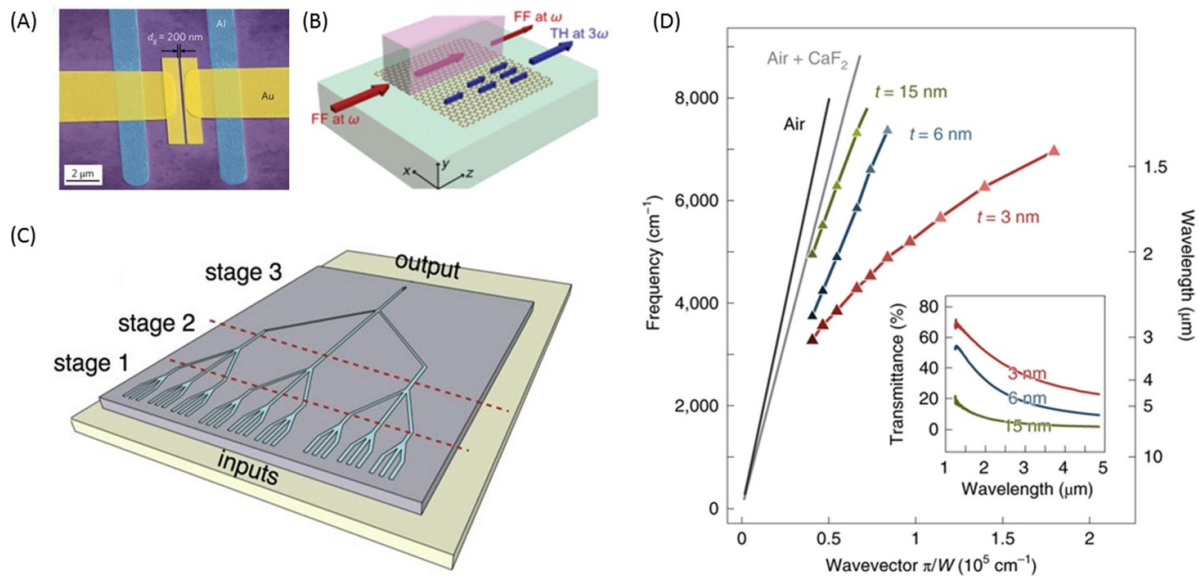 (A)
Al
dg = 200 nm
Au
2 μm
(B)
FF at ω
TH at 3ω
FF at ω
x
y
z
(C)
stage 3
output
stage 2
stage 1
inputs
(D)
Air + CaF₂
Air
t = 15 nm
t = 6 nm
t = 3 nm
Frequency (cm⁻¹)
8,000
6,000
4,000
2,000
0
Wavelength (μm)
1.5
2
3
4
5
10
Transmittance (%)
80
60
40
20
0
3 nm
6 nm
15 nm
1
2
3
4
5
Wavelength (μm)
0
0.5
1
1.5
2
Wavevector π/W (10⁵ cm⁻¹)